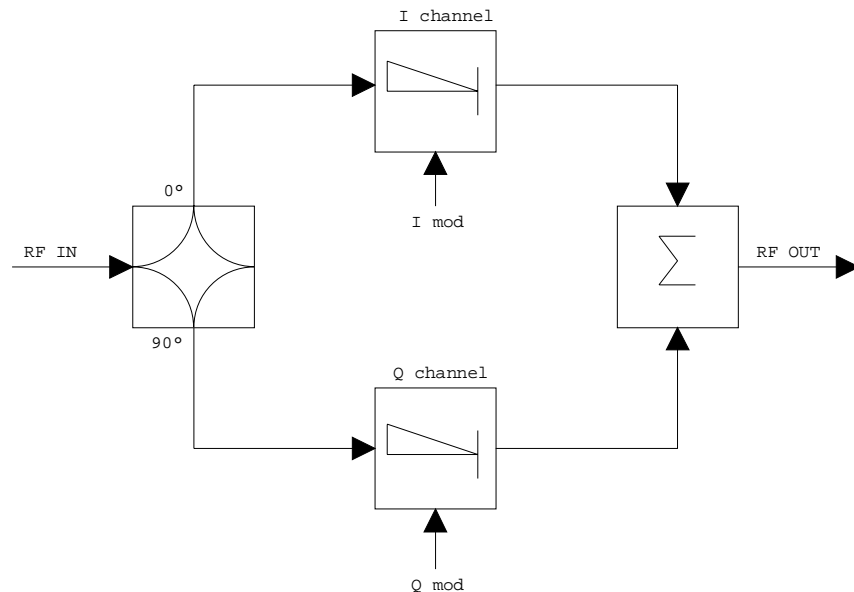 I channel
0°
I mod
RF IN
Σ
RF OUT
90°
Q channel
Q mod